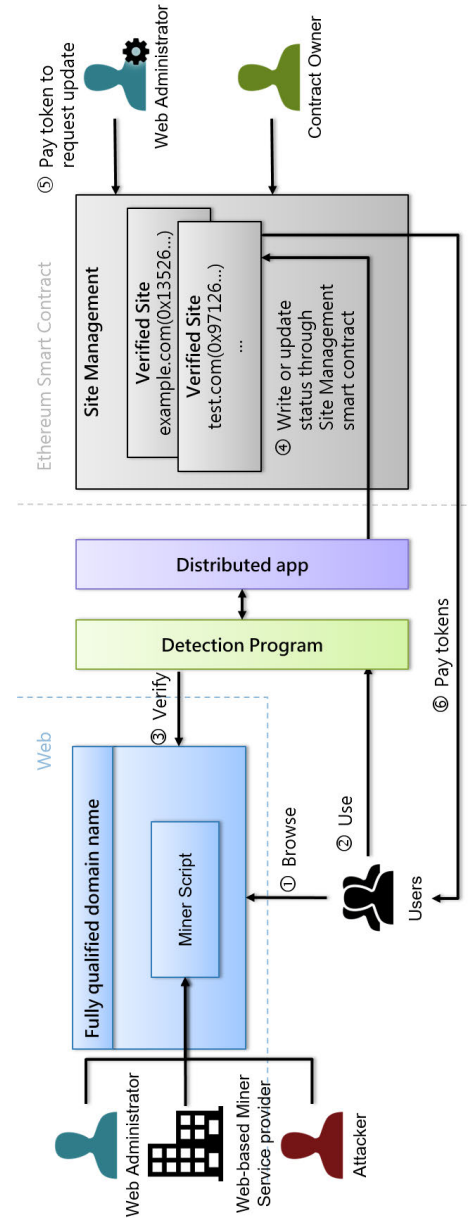 Web
Ethereum Smart Contract
⑤ Pay token to
request update
Fully qualified domain name
Miner Script
Web Administrator
Web-based Miner
Service provider
Attacker
③ Verify
① Browse
② Use
Users
Detection Program
Distributed app
Site Management
Verified Site
example.com(0x13526...)
Verified Site
test.com(0x97126...)
...
④ Write or update
status through
Site Management
smart contract
⑥ Pay tokens
Web Administrator
Contract Owner